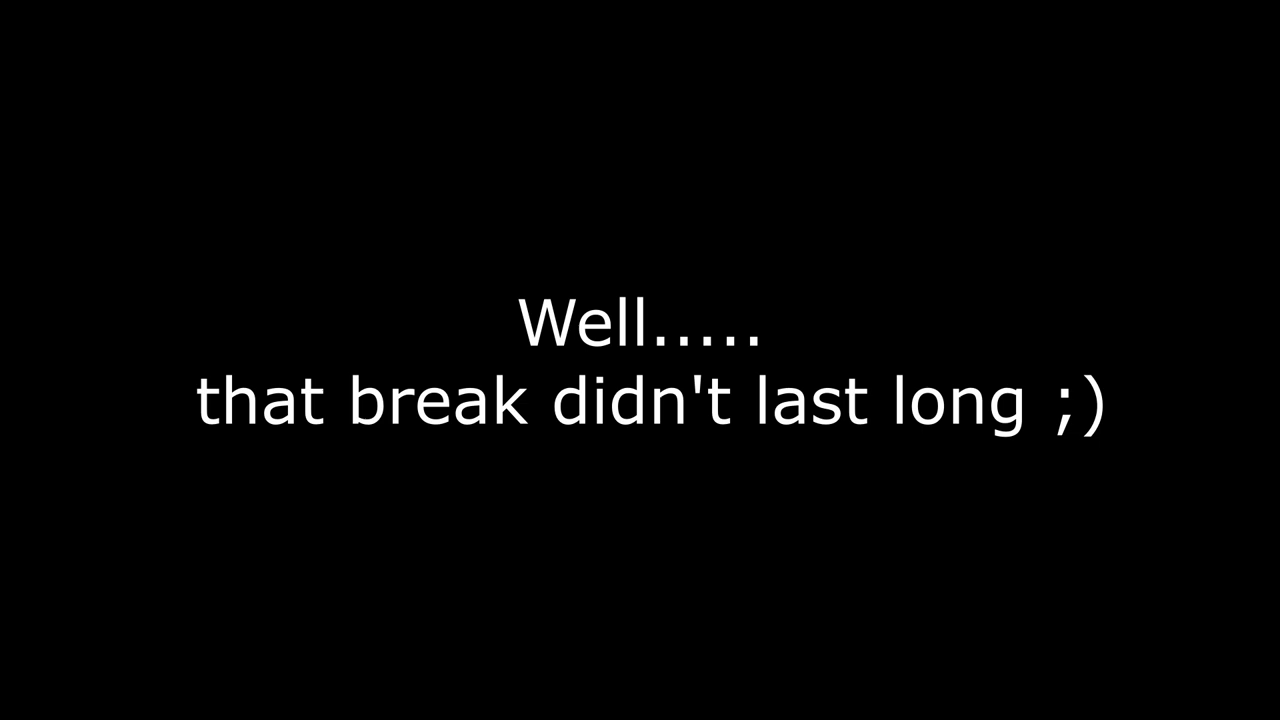 Well.....
that break didn't last long ;)